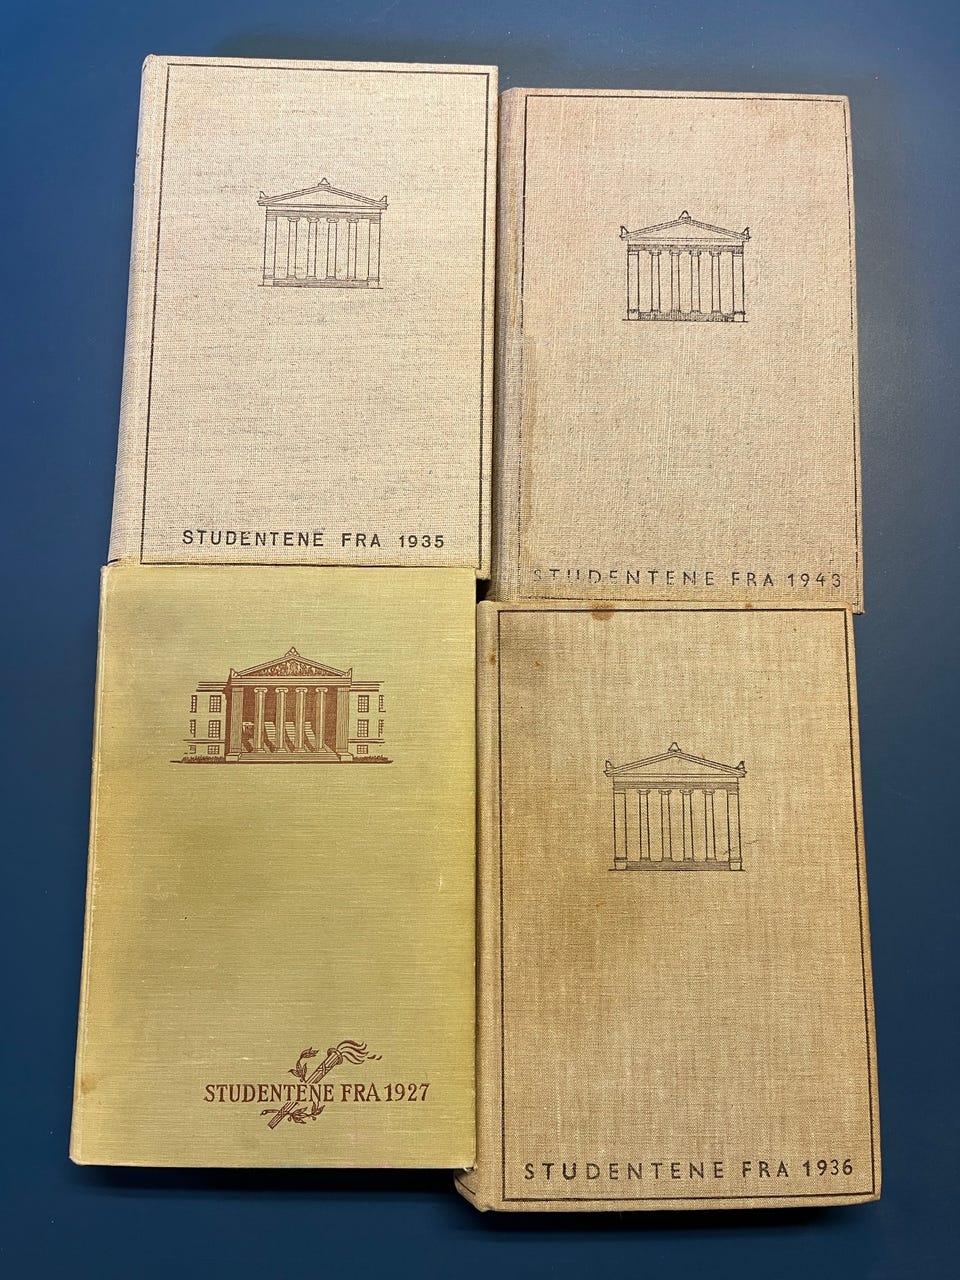 STUDENTENE FRA 1935
STUDENTENE FRA 1943
STUDENTENE FRA 1927
STUDENTENE FRA 1936